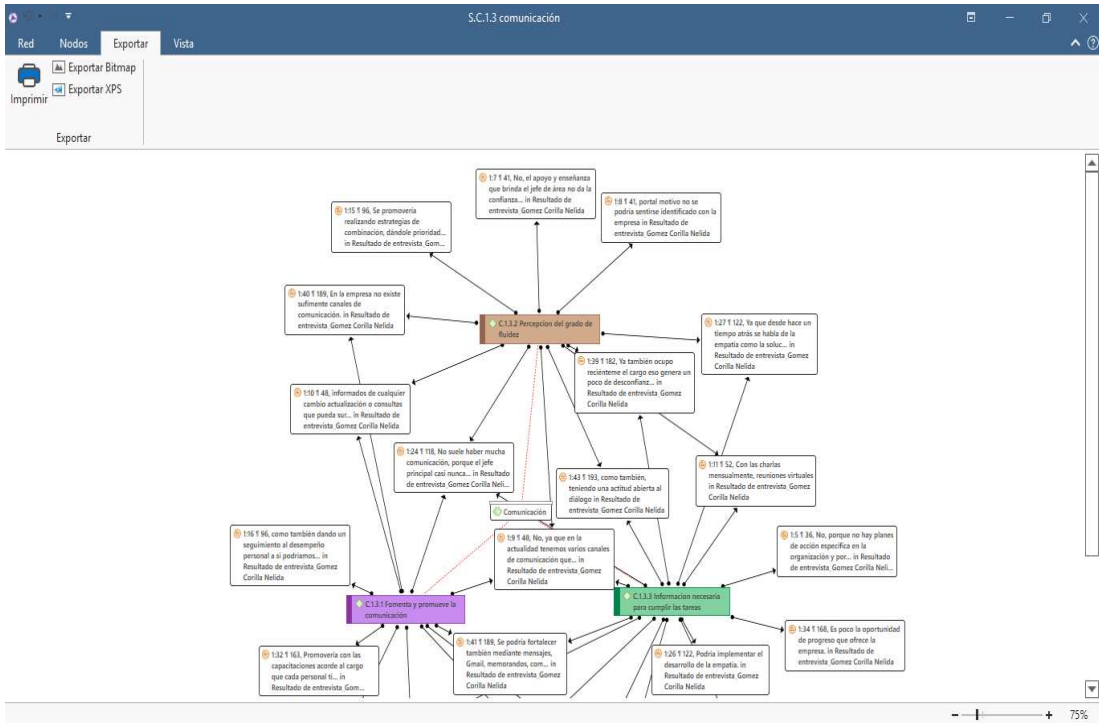 S.C.1.3 comunicación
Red
Nodos
Exportar
Vista
Imprimir
Exportar Bitmap
Exportar XPS
Exportar
1:7 ¶ 41, No, el apoyo y enseñanza
que brinda el jefe de área no da la
confianza... in Resultado de
entrevista_Gomez Corilla Nelida
1:15 ¶ 96, Se promovería
realizando estrategias de
combinación, dándole prioridad...
in Resultado de entrevista_Gom...
1:8 ¶ 41, portal motivo no se
podría sentirse identificado con la
empresa in Resultado de
entrevista_Gomez Corilla Nelida
1:40 ¶ 189, En la empresa no existe
sufimente canales de
comunicación. in Resultado de
entrevista_Gomez Corilla Nelida
C.1.3.2 Percepcion del grado de
fluidez
1:27 ¶ 122, Ya que desde hace un
tiempo atrás se habla de la
empatía como la soluc... in
Resultado de entrevista_Gomez
Corilla Nelida
1:39 ¶ 182, Ya también ocupo
recienteme el cargo eso genera un
poco de desconfianz... in
Resultado de entrevista_Gomez
Corilla Nelida
1:10 ¶ 48, informados de cualquier
cambio actualización o consultas
que pueda sur... in Resultado de
entrevista_Gomez Corilla Nelida
1:24 ¶ 118, No suele haber mucha
comunicación, porque el jefe
principal casi nunca... in Resultado
de entrevista_Gomez Corilla Neli...
1:43 ¶ 193, como también,
teniendo una actitud abierta al
diálogo in Resultado de
entrevista_Gomez Corilla Nelida
1:11 ¶ 52, Con las charlas
mensualmente, reuniones virtuales
in Resultado de entrevista_Gomez
Corilla Nelida
Comunicación
1:16 ¶ 96, como también dando un
seguimiento al desempeño
personal a si podríamos... in
Resultado de entrevista_Gomez
Corilla Nelida
1:9 ¶ 48, No, ya que en la
actualidad tenemos varios canales
de comunicación que... in
Resultado de entrevista_Gomez
Corilla Nelida
1:5 ¶ 36, No, porque no hay planes
de acción específica en la
organización y por... in Resultado
de entrevista_Gomez Corilla Neli...
C.1.3.1 Fomenta y promueve la
comunicación
C.1.3.3 Informacion necesaria
para cumplir las tareas
1:32 ¶ 163, Promovería con las
capacitaciones acorde al cargo
que cada personal ti... in
Resultado de entrevista_Gom...
1:41 ¶ 189, Se podría fortalecer
también mediante mensajes,
Gmail, memorandos, com... in
Resultado de entrevista_Gomez
Corilla Nelida
1:26 ¶ 122, Podría implementar el
desarrollo de la empatía. in
Resultado de entrevista_Gomez
Corilla Nelida
1:34 ¶ 168, Es poco la oportunidad
de progreso que ofrece la
empresa. in Resultado de
entrevista_Gomez Corilla Nelida
75%